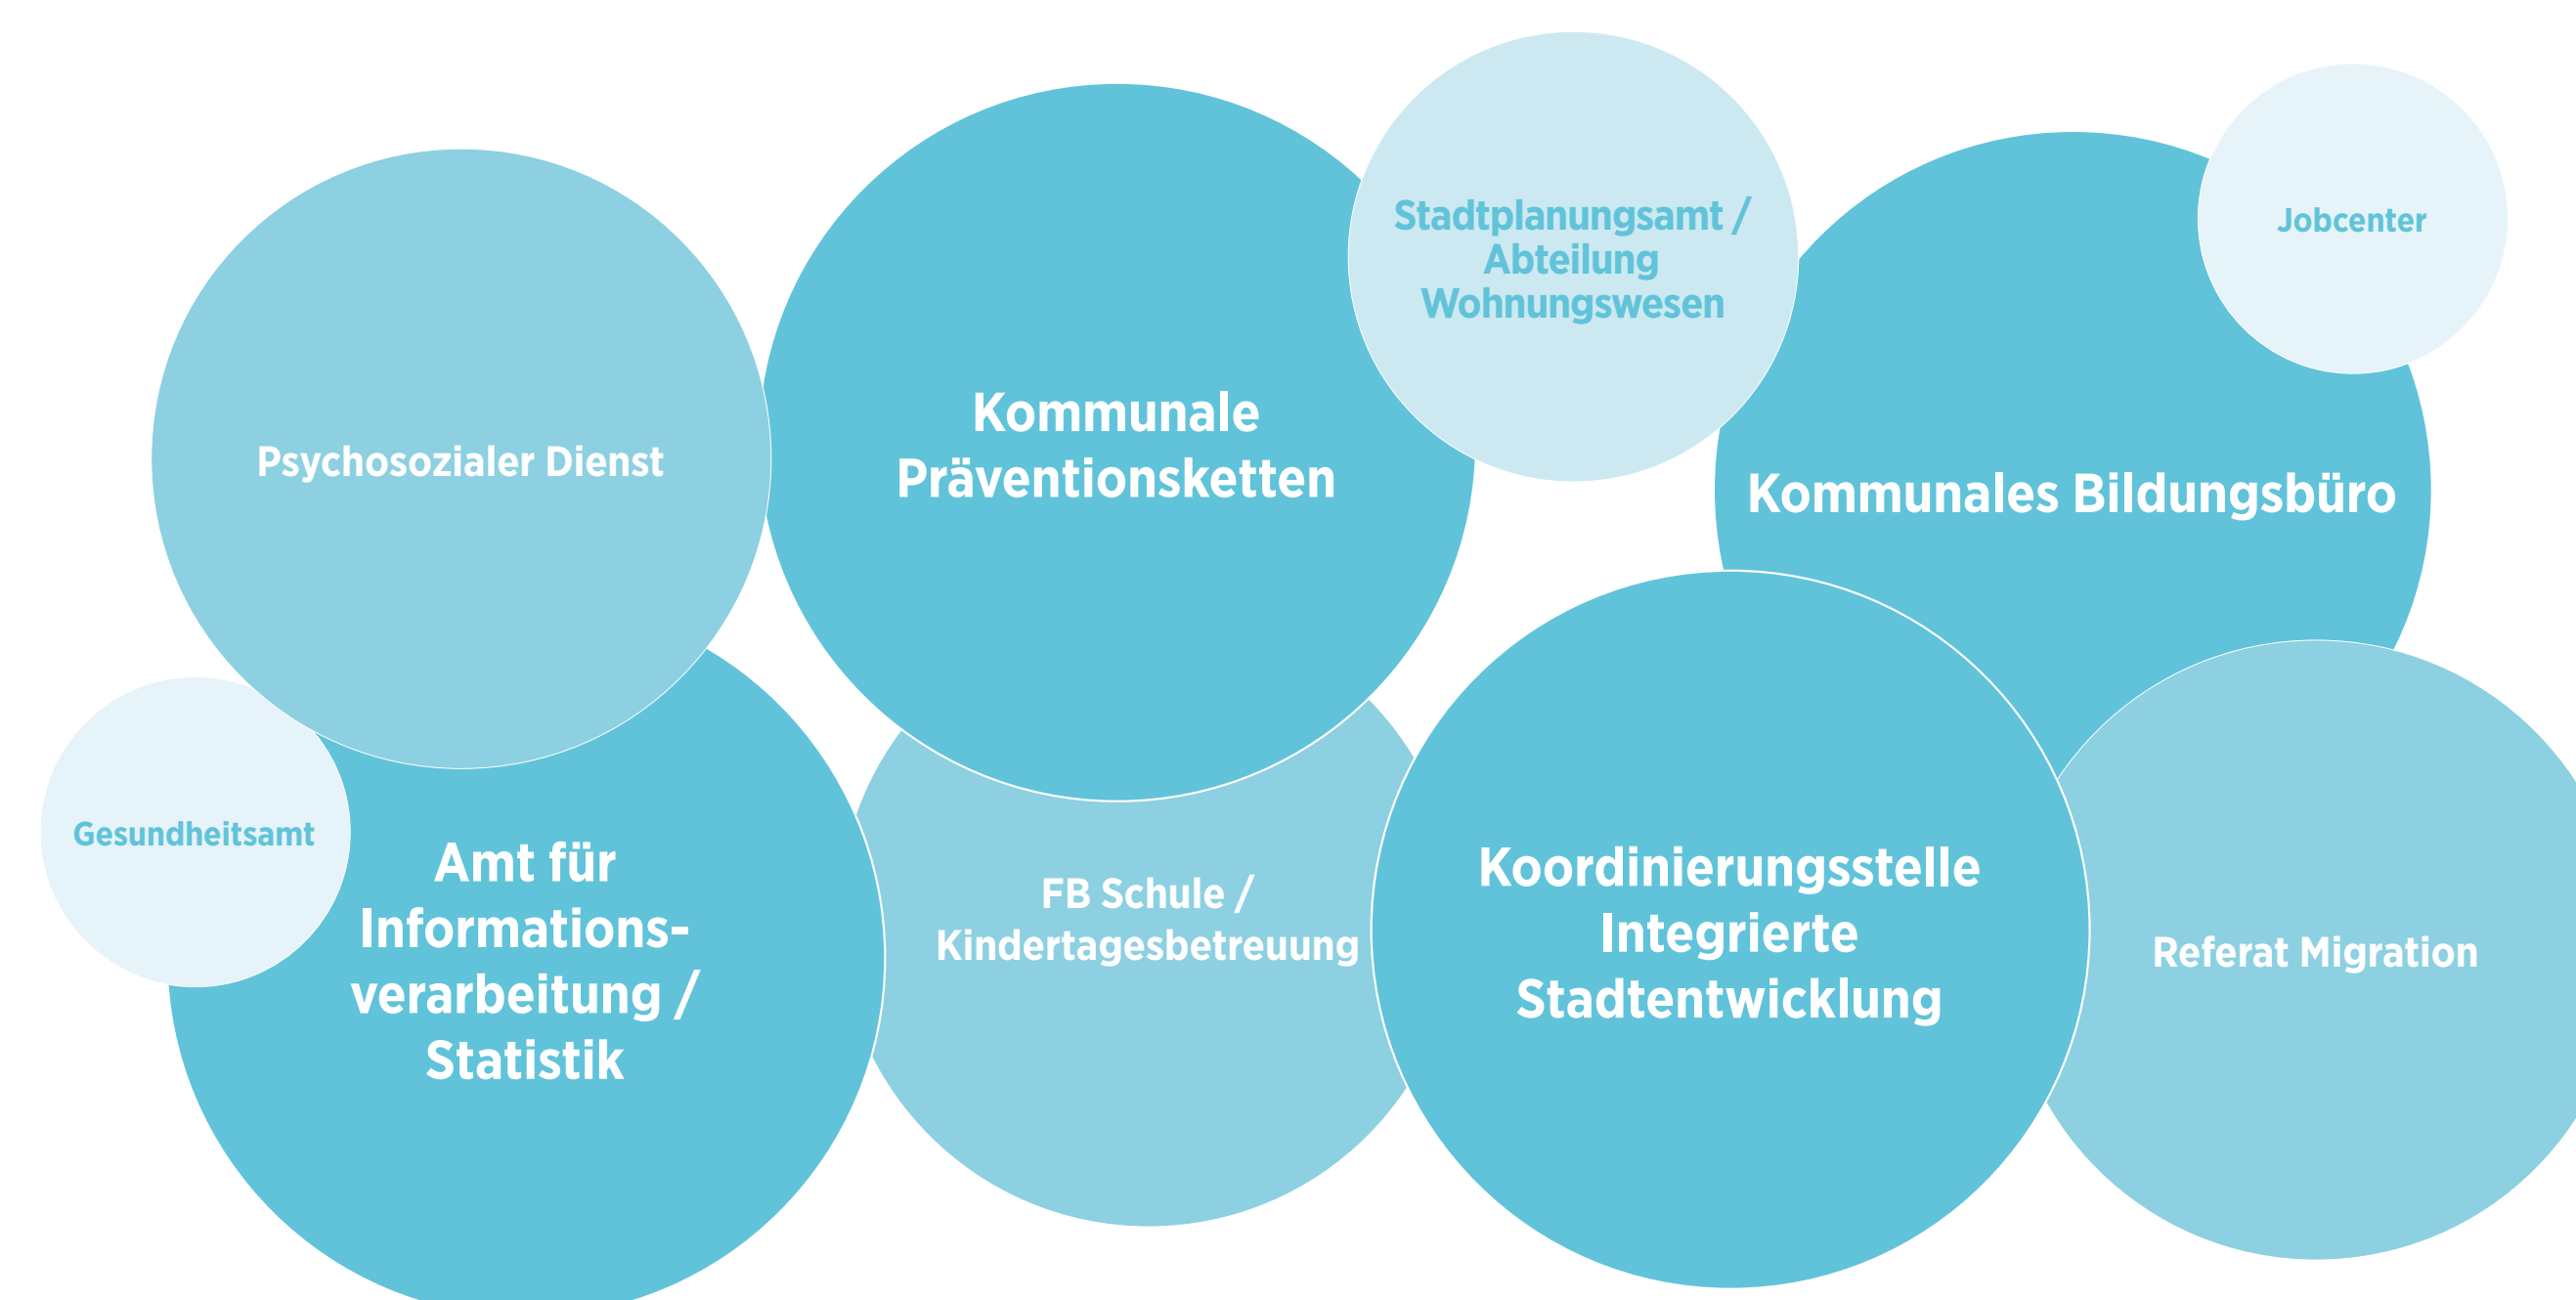 Stadtplanungsamt /
Abteilung
Wohnungswesen
Jobcenter
Kommunale
Präventionsketten
Psychosozialer Dienst
Kommunales Bildungsbüro
Gesundheitsamt
Amt für
Informations-
verarbeitung /
Statistik
FB Schule /
Kindertagesbetreuung
Koordinierungsstelle
Integrierte
Stadtentwicklung
Referat Migration